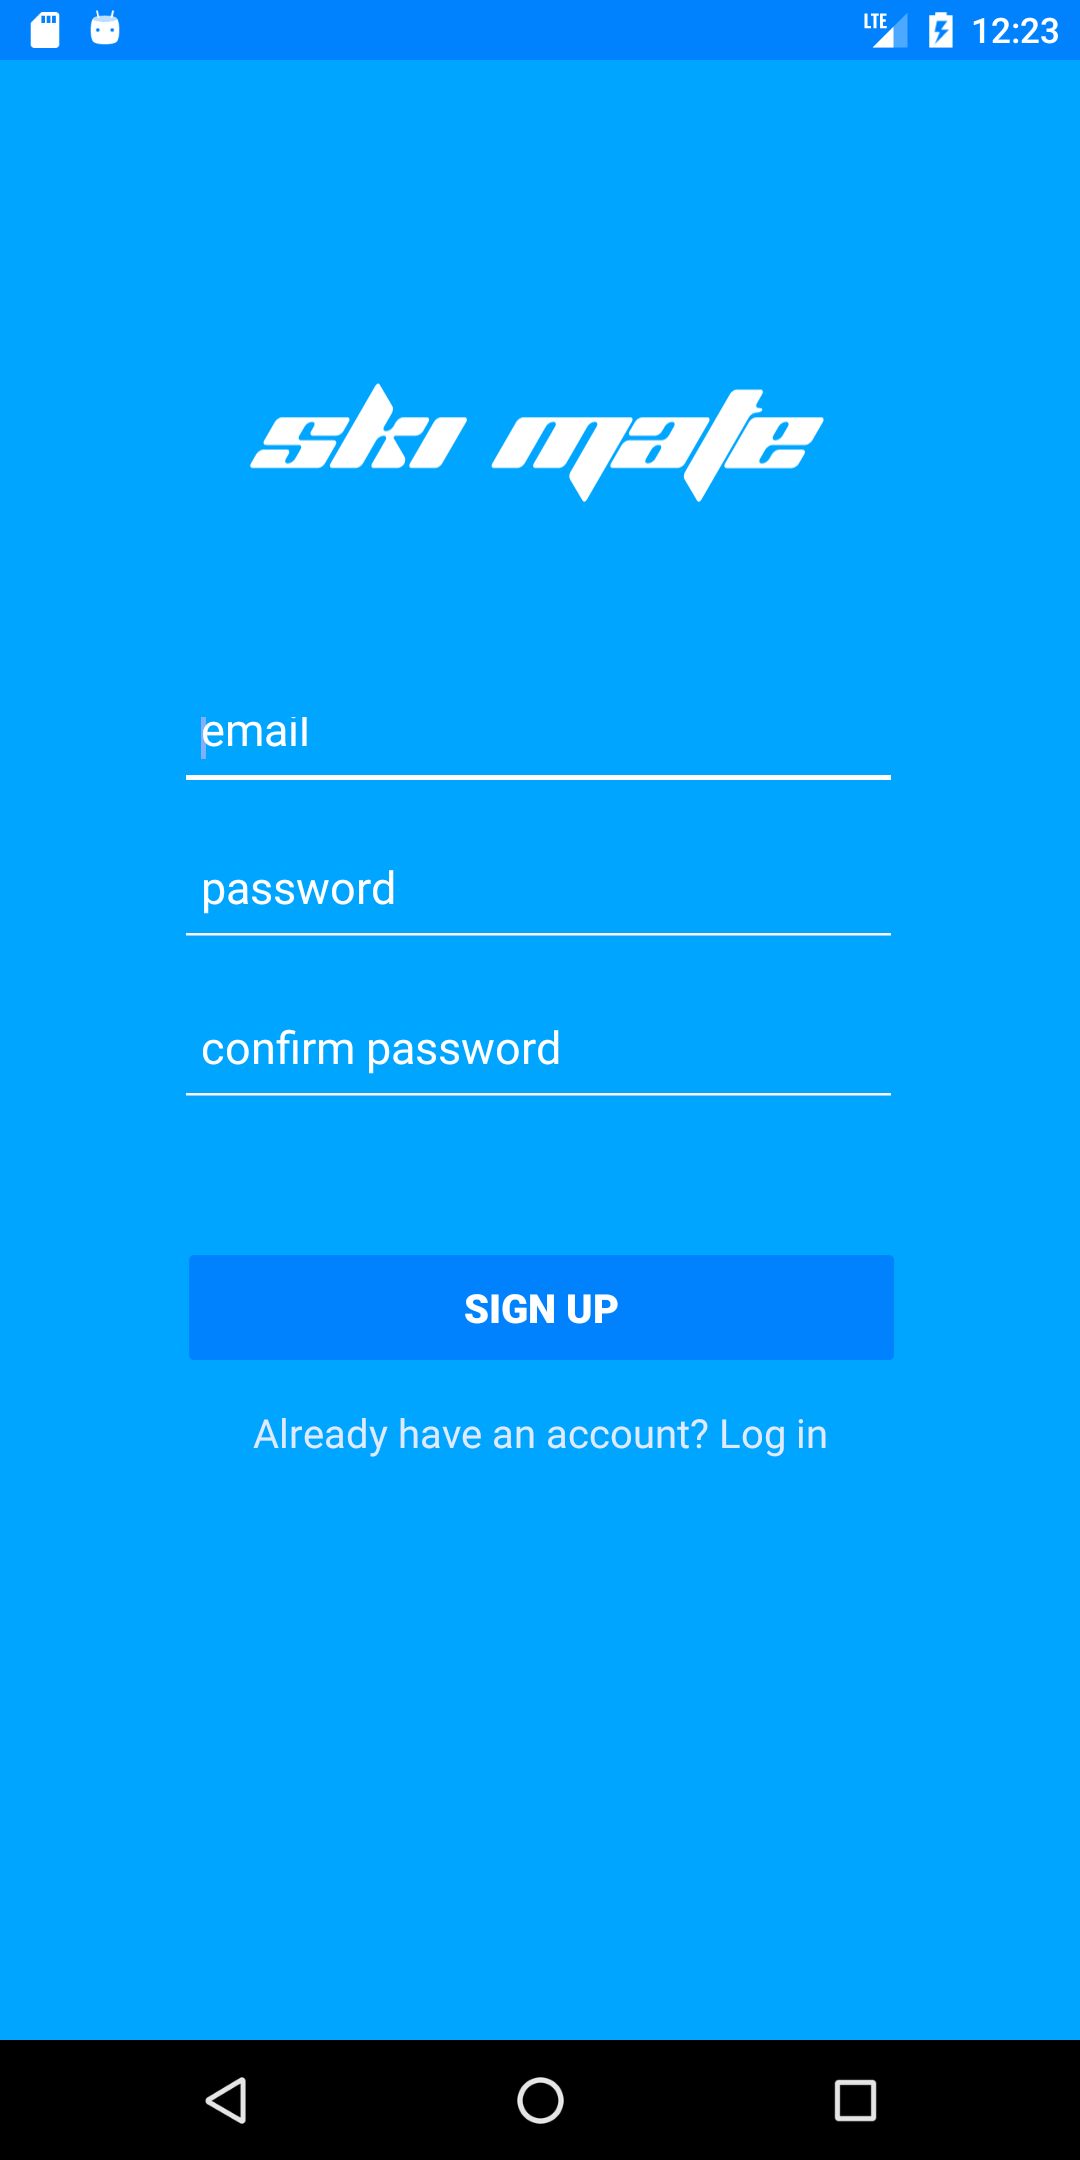 LTE 12:23
ski mate
email
password
confirm password
SIGN UP
Already have an account? Log in